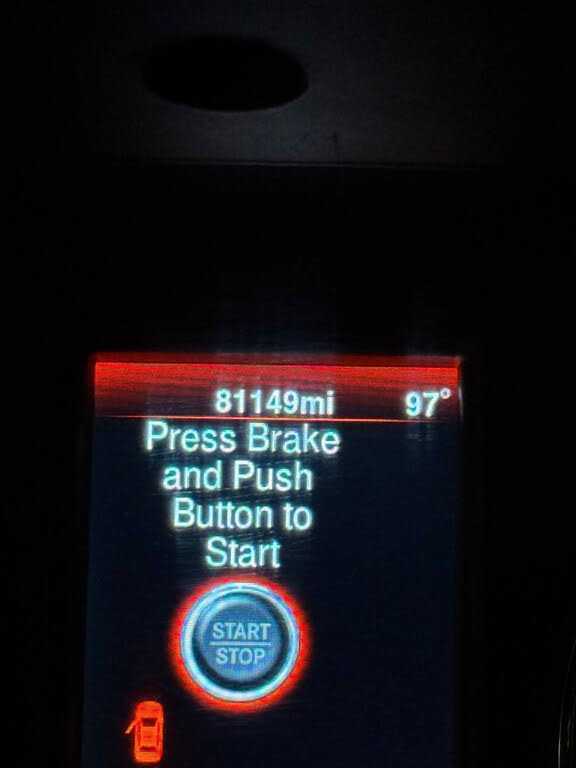 81149mi 97°
Press Brake
and Push
Button to
Start
START
STOP